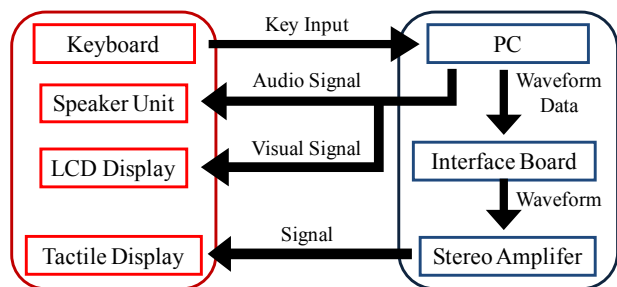 Keyboard
Key Input
PC
Speaker Unit
Audio Signal
Waveform
Data
LCD Display
Visual Signal
Interface Board
Waveform
Tactile Display
Signal
Stereo Amplifer